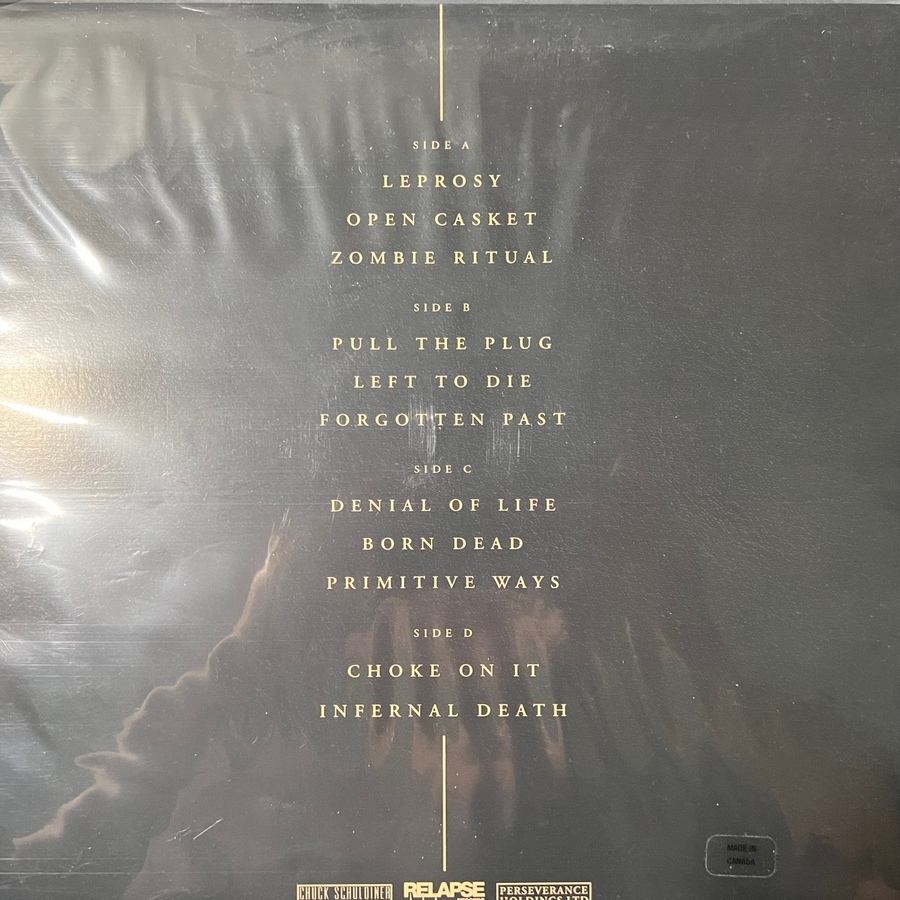 SIDE A
LEPROSY
OPEN CASKET
ZOMBIE RITUAL
SIDE B
PULL THE PLUG
LEFT TO DIE
FORGOTTEN PAST
SIDE C
DENIAL OF LIFE
BORN DEAD
PRIMITIVE WAYS
SIDE D
CHOKE ON IT
INFERNAL DEATH
MADE IN
CANADA
CHUCK SCHULDINER
RELAPSE
PERSEVERANCE
HOLDINGS LTD